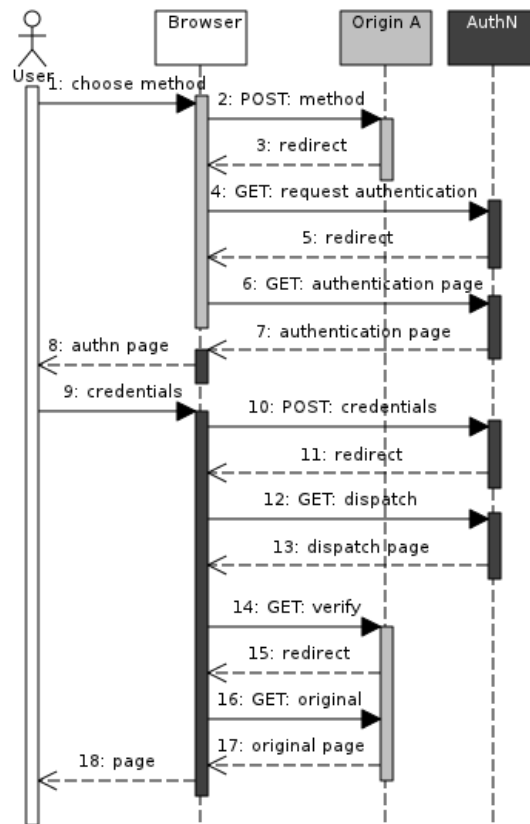 Browser
Origin A
AuthN
User
1: choose method
2: POST: method
3: redirect
4: GET: request authentication
5: redirect
6: GET: authentication page
7: authentication page
8: authn page
9: credentials
10: POST: credentials
11: redirect
12: GET: dispatch
13: dispatch page
14: GET: verify
15: redirect
16: GET: original
17: original page
18: page